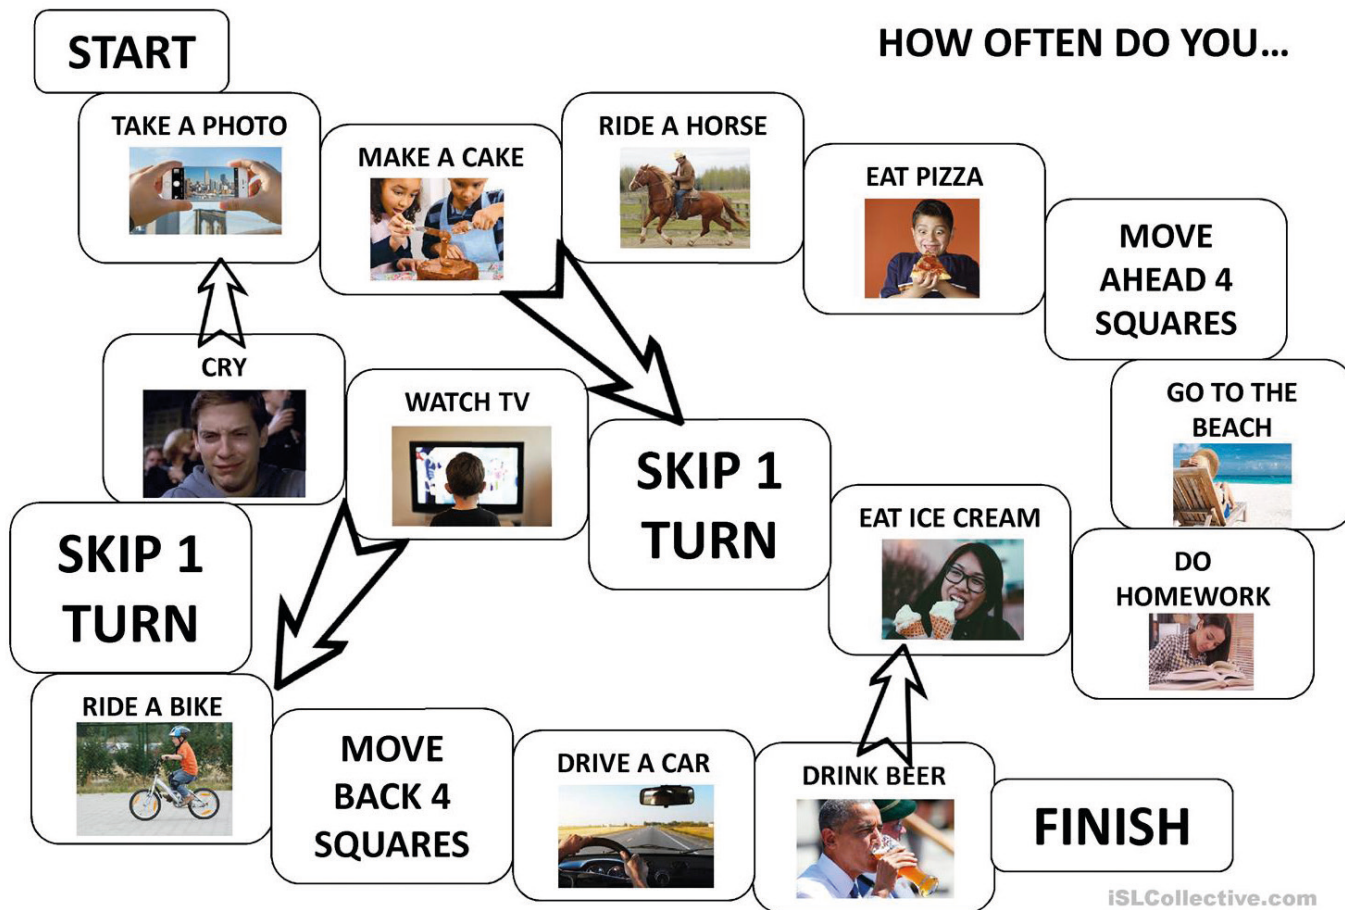 START
HOW OFTEN DO YOU...
TAKE A PHOTO
MAKE A CAKE
RIDE A HORSE
EAT PIZZA
MOVE
AHEAD 4
SQUARES
GO TO THE
BEACH
DO
HOMEWORK
EAT ICE CREAM
SKIP 1
TURN
WATCH TV
CRY
SKIP 1
TURN
RIDE A BIKE
MOVE
BACK 4
SQUARES
DRIVE A CAR
DRINK BEER
FINISH
iSLCollective.com